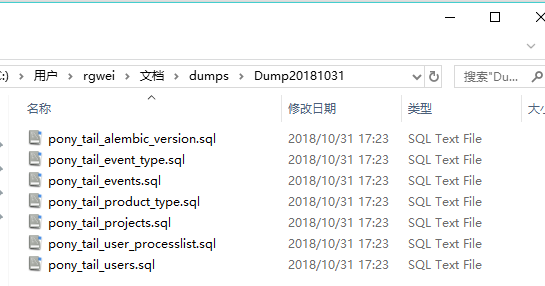 :) 用户 rgwei 文档 dumps Dump20181031 搜索"Du...
名称 修改日期 类型 大小
pony_tail_alembic_version.sql 2018/10/31 17:23 SQL Text File
pony_tail_event_type.sql 2018/10/31 17:23 SQL Text File
pony_tail_events.sql 2018/10/31 17:23 SQL Text File
pony_tail_product_type.sql 2018/10/31 17:23 SQL Text File
pony_tail_projects.sql 2018/10/31 17:23 SQL Text File
pony_tail_user_processlist.sql 2018/10/31 17:23 SQL Text File
pony_tail_users.sql 2018/10/31 17:23 SQL Text File